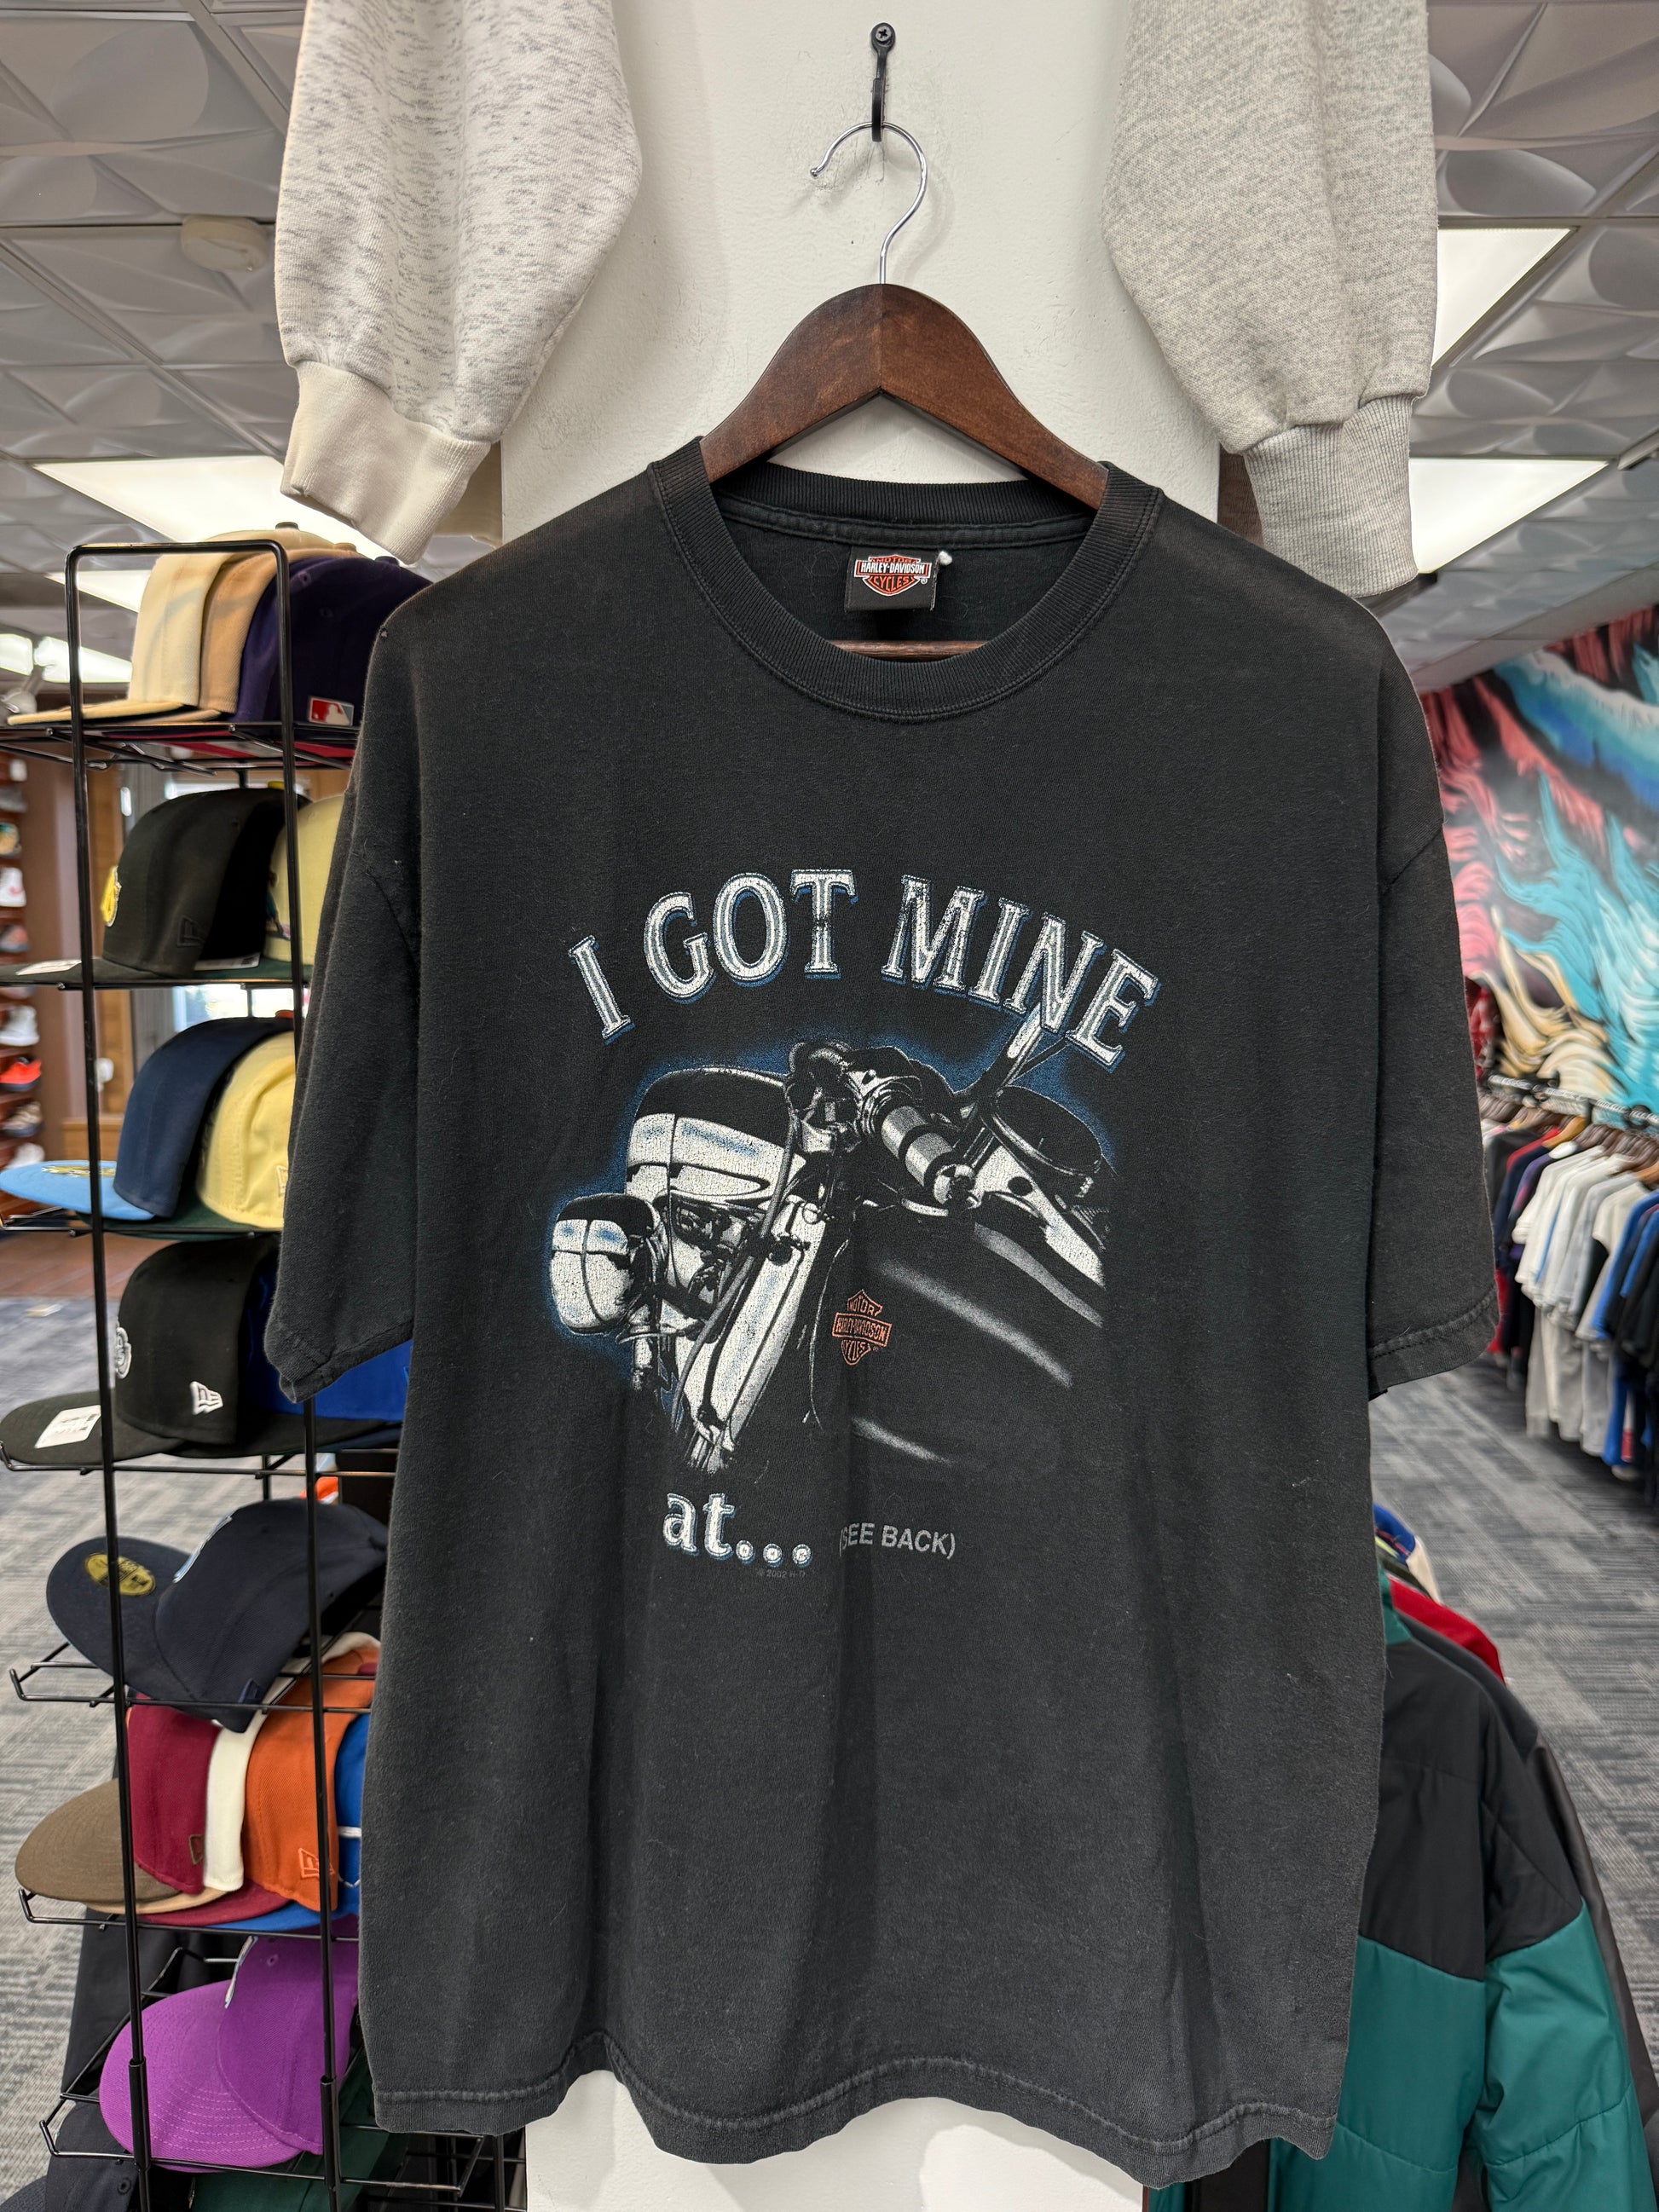 MOTOR
HARLEY-DAVIDSON
CYCLES
I GOT MINE
MOTOR
HARLEY-DAVIDSON
CYCLES
at... (SEE BACK)
© 2002 H-D